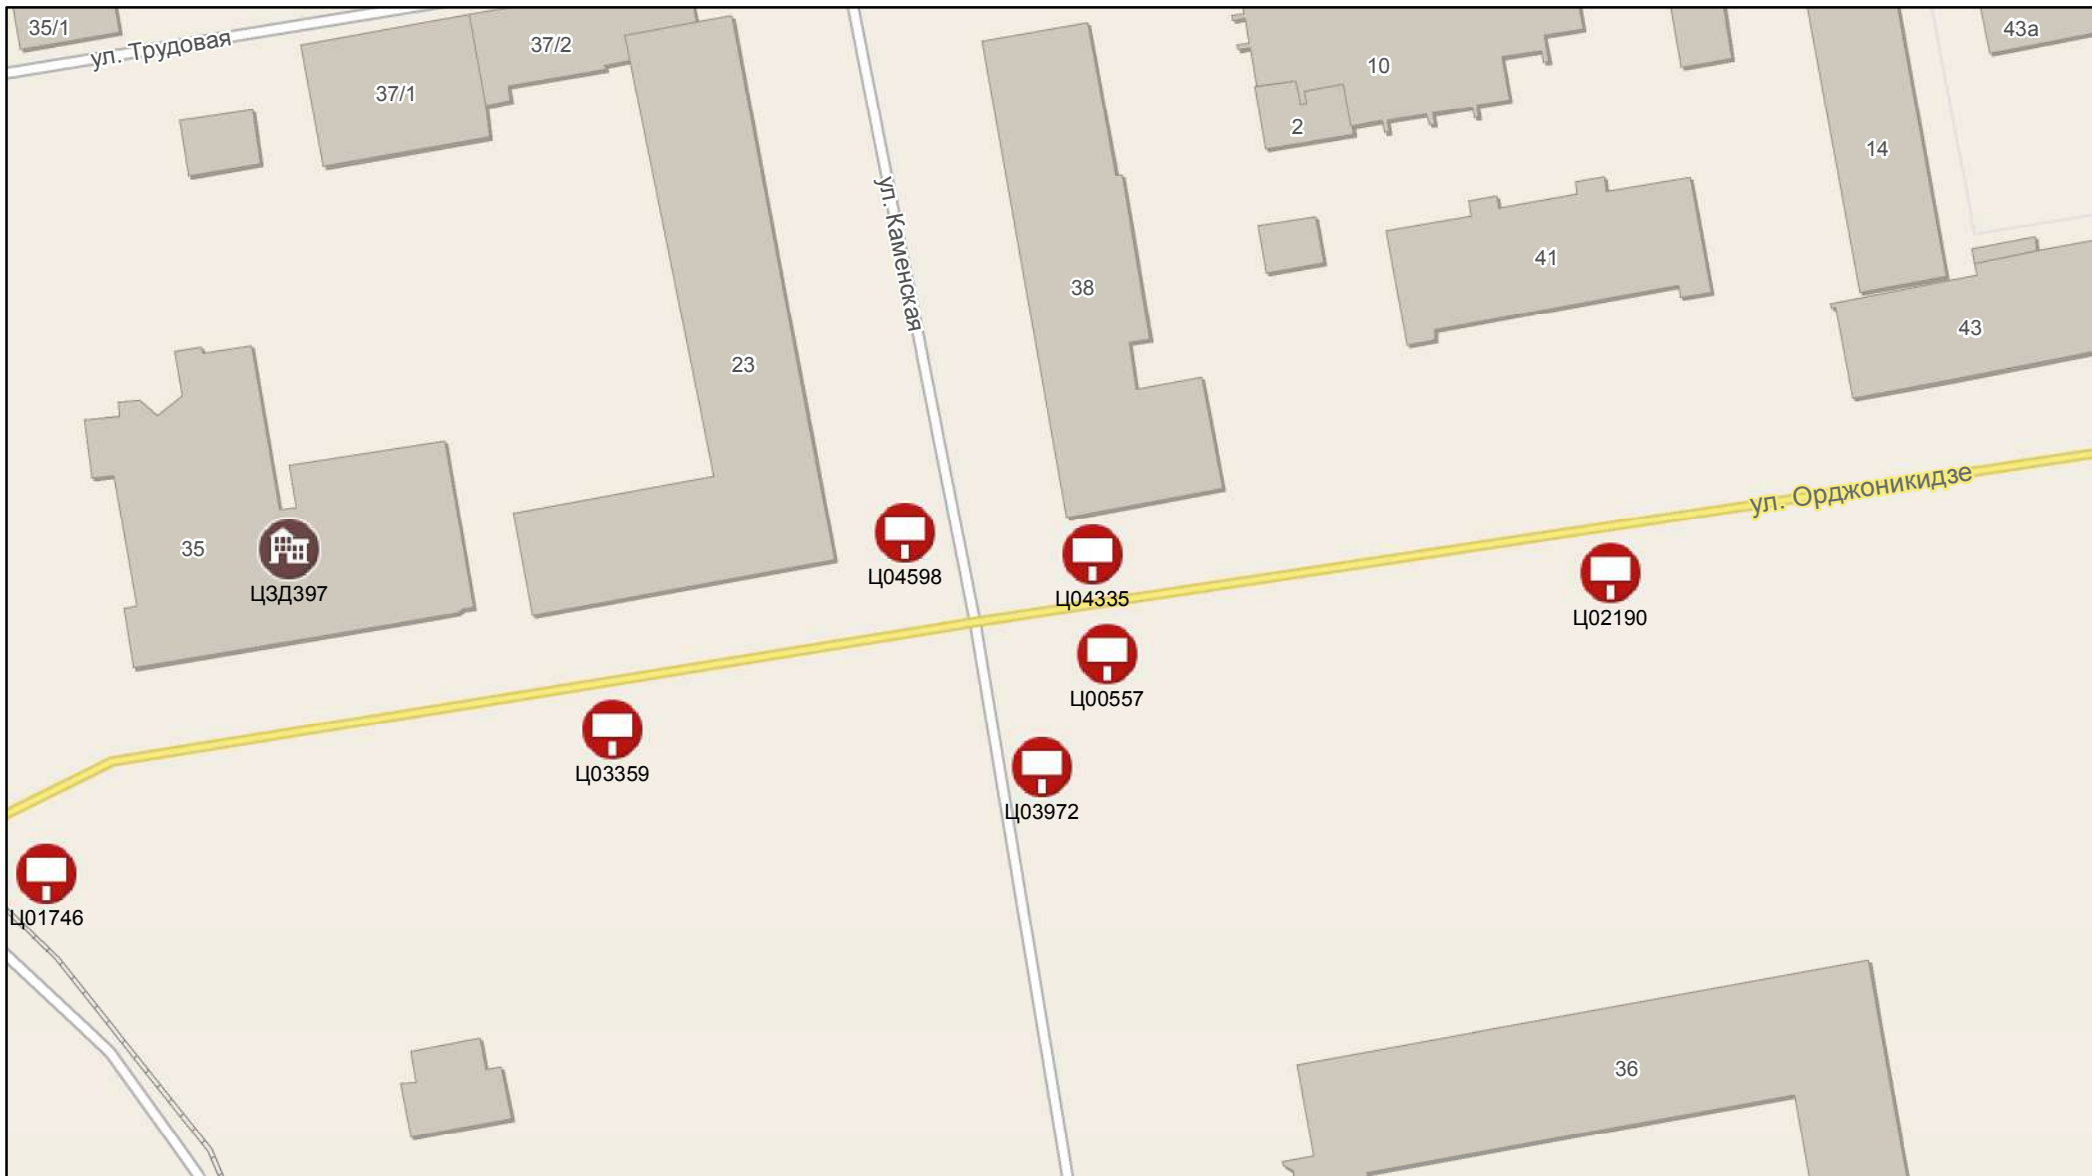 35/1
ул. Трудовая
37/2
37/1
10
2
43а
14
ул. Каменская
38
41
43
23
ул. Орджоникидзе
35
ЦЗД397
Ц04598
Ц04335
Ц02190
Ц00557
Ц03359
Ц03972
Ц01746
36